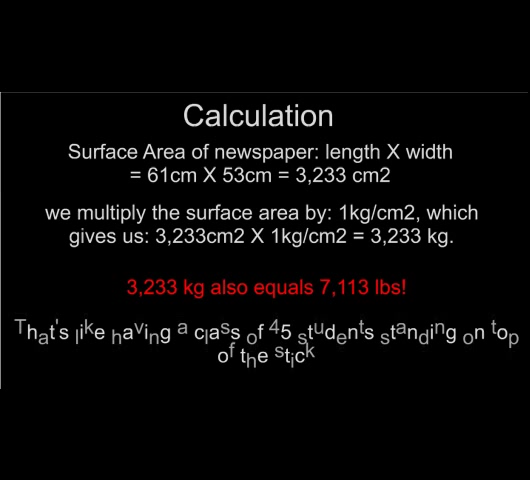 Calculation
Surface Area of newspaper: length X width
= 61cm X 53cm = 3,233 cm2
we multiply the surface area by: 1kg/cm2, which
gives us: 3,233cm2 X 1kg/cm2 = 3,233 kg.
3,233 kg also equals 7,113 lbs!
That's like having a class of 45 students standing on top
of the stick